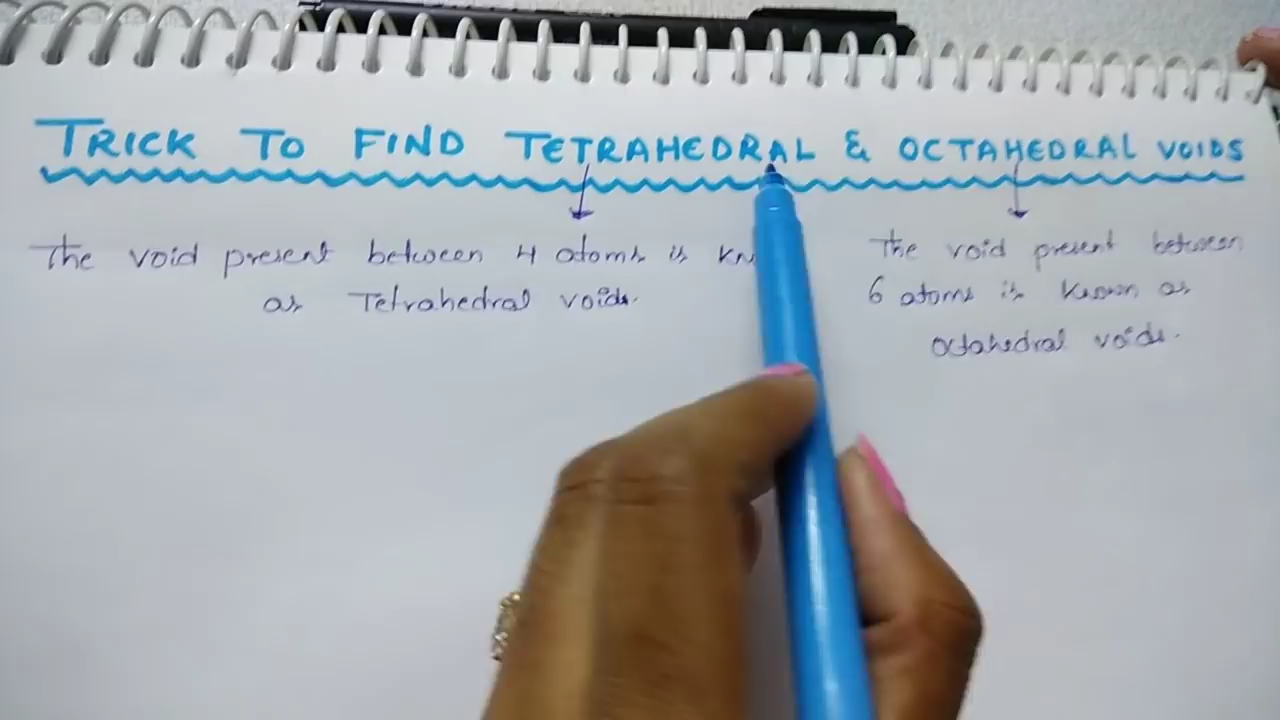 TRICK TO FIND TETRAHEDRAL & OCTAHEDRAL VOIDS
The void present between 4 atoms is
as Tetrahedral voids.
The void present between
6 atoms is known as
octahedral voids.